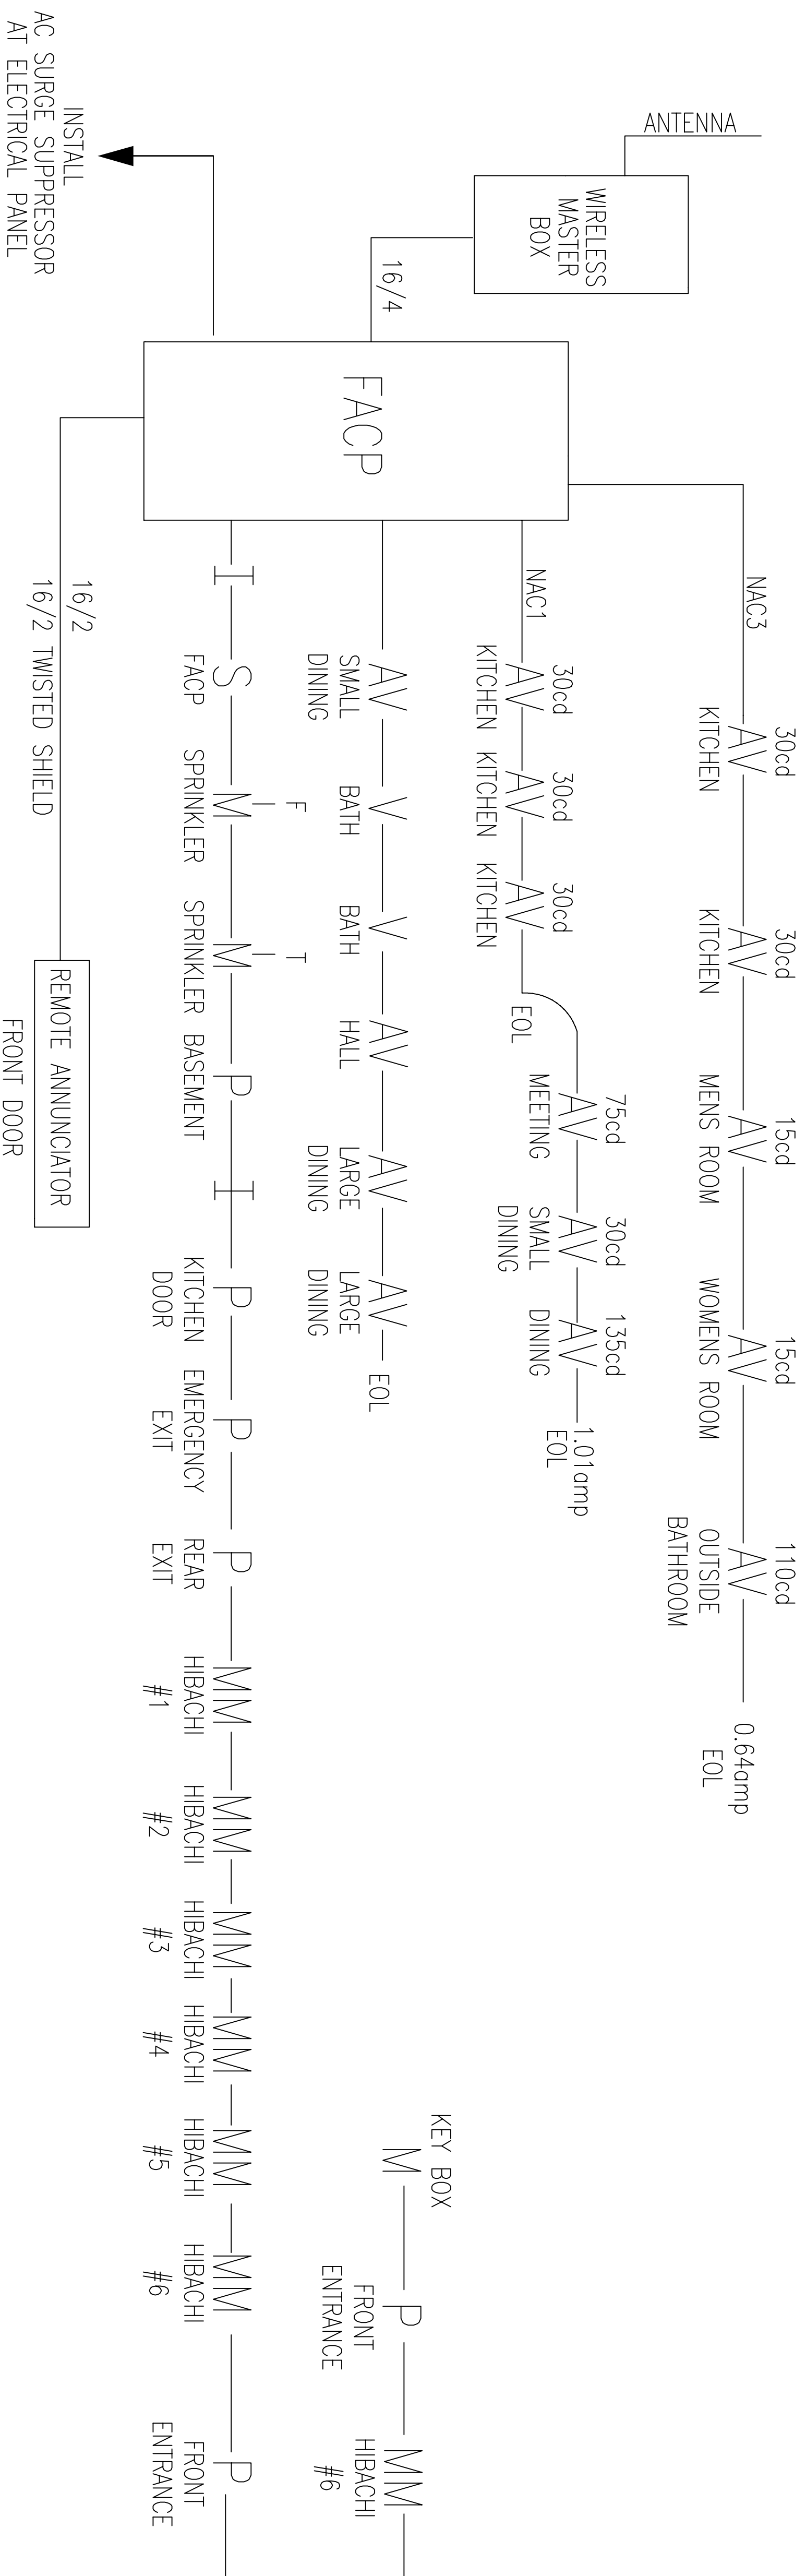 ANTENNA
WIRELESS
MASTER
BOX
16/4
INSTALL
AC SURGE SUPPRESSOR
AT ELECTRICAL PANEL
FACP
NAC3
30cd
AV
KITCHEN
30cd
AV
KITCHEN
15cd
AV
MENS ROOM
15cd
AV
WOMENS ROOM
110cd
AV
OUTSIDE
BATHROOM
0.64amp
EOL
NAC1
30cd
AV
KITCHEN
30cd
AV
KITCHEN
30cd
AV
KITCHEN
EOL
75cd
AV
MEETING
30cd
AV
SMALL
DINING
135cd
AV
DINING
1.01amp
EOL
AV
SMALL
DINING
V
BATH
V
BATH
AV
HALL
AV
LARGE
DINING
AV
LARGE
DINING
EOL
I
S
FACP
F
M
SPRINKLER
T
M
SPRINKLER
P
BASEMENT
I
P
KITCHEN
DOOR
P
EMERGENCY
EXIT
P
REAR
EXIT
MM
HIBACHI
#1
MM
HIBACHI
#2
MM
HIBACHI
#3
MM
HIBACHI
#4
MM
HIBACHI
#5
MM
HIBACHI
#6
P
FRONT
ENTRANCE
KEY BOX
M
P
FRONT
ENTRANCE
MM
HIBACHI
#6
16/2
16/2 TWISTED SHIELD
REMOTE ANNUNCIATOR
FRONT DOOR